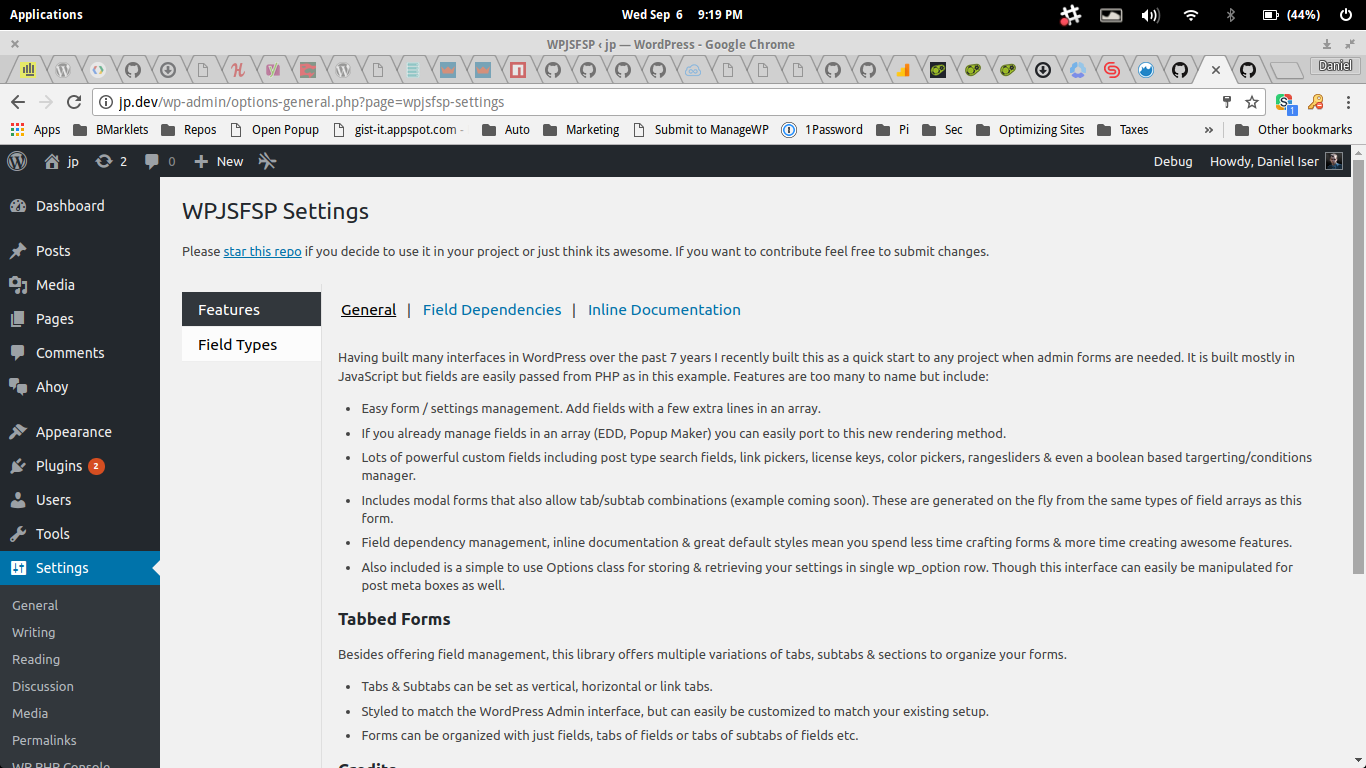 Applications
Wed Sep 6 9:19 PM
(44%)
WPJSFSP ‹ jp — WordPress - Google Chrome
Daniel
jp.dev/wp-admin/options-general.php?page=wpjsfsp-settings
1
Apps BMarklets Repos Open Popup gist-it.appspot.com - Auto Marketing Submit to ManageWP 1Password Pi Sec Optimizing Sites Taxes » Other bookmarks
jp 2 0 New Debug Howdy, Daniel Iser
Dashboard
Posts
Media
Pages
Comments
Ahoy
Appearance
Plugins 2
Users
Tools
Settings
General
Writing
Reading
Discussion
Media
Permalinks
WP PHP Console
WPJSFSP Settings
Please star this repo if you decide to use it in your project or just think its awesome. If you want to contribute feel free to submit changes.
Features
Field Types
General | Field Dependencies | Inline Documentation
Having built many interfaces in WordPress over the past 7 years I recently built this as a quick start to any project when admin forms are needed. It is built mostly in
JavaScript but fields are easily passed from PHP as in this example. Features are too many to name but include:
• Easy form / settings management. Add fields with a few extra lines in an array.
• If you already manage fields in an array (EDD, Popup Maker) you can easily port to this new rendering method.
• Lots of powerful custom fields including post type search fields, link pickers, license keys, color pickers, rangesliders & even a boolean based targerting/conditions
manager.
• Includes modal forms that also allow tab/subtab combinations (example coming soon). These are generated on the fly from the same types of field arrays as this
form.
• Field dependency management, inline documentation & great default styles mean you spend less time crafting forms & more time creating awesome features.
• Also included is a simple to use Options class for storing & retrieving your settings in single wp_option row. Though this interface can easily be manipulated for
post meta boxes as well.
Tabbed Forms
Besides offering field management, this library offers multiple variations of tabs, subtabs & sections to organize your forms.
• Tabs & Subtabs can be set as vertical, horizontal or link tabs.
• Styled to match the WordPress Admin interface, but can easily be customized to match your existing setup.
• Forms can be organized with just fields, tabs of fields or tabs of subtabs of fields etc.
Credits